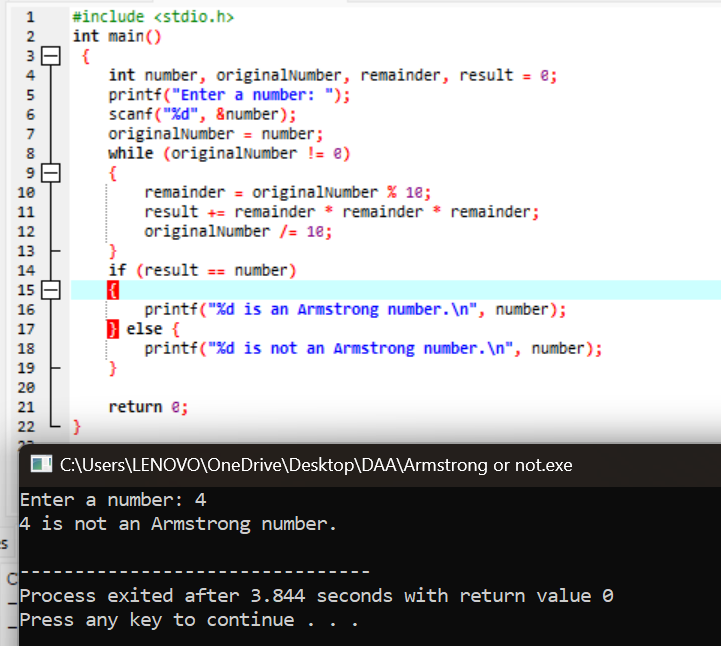 1 #include <stdio.h>
2 int main()
3 {
4 int number, originalNumber, remainder, result = 0;
5 printf("Enter a number: ");
6 scanf("%d", &number);
7 originalNumber = number;
8 while (originalNumber != 0)
9 {
10 remainder = originalNumber % 10;
11 result += remainder * remainder * remainder;
12 originalNumber /= 10;
13 }
14 if (result == number)
15 {
16 printf("%d is an Armstrong number.\n", number);
17 } else {
18 printf("%d is not an Armstrong number.\n", number);
19 }
20
21 return 0;
22 }
C:\Users\LENOVO\OneDrive\Desktop\DAA\Armstrong or not.exe
Enter a number: 4
4 is not an Armstrong number.
--------------------------------
Process exited after 3.844 seconds with return value 0
Press any key to continue . . .